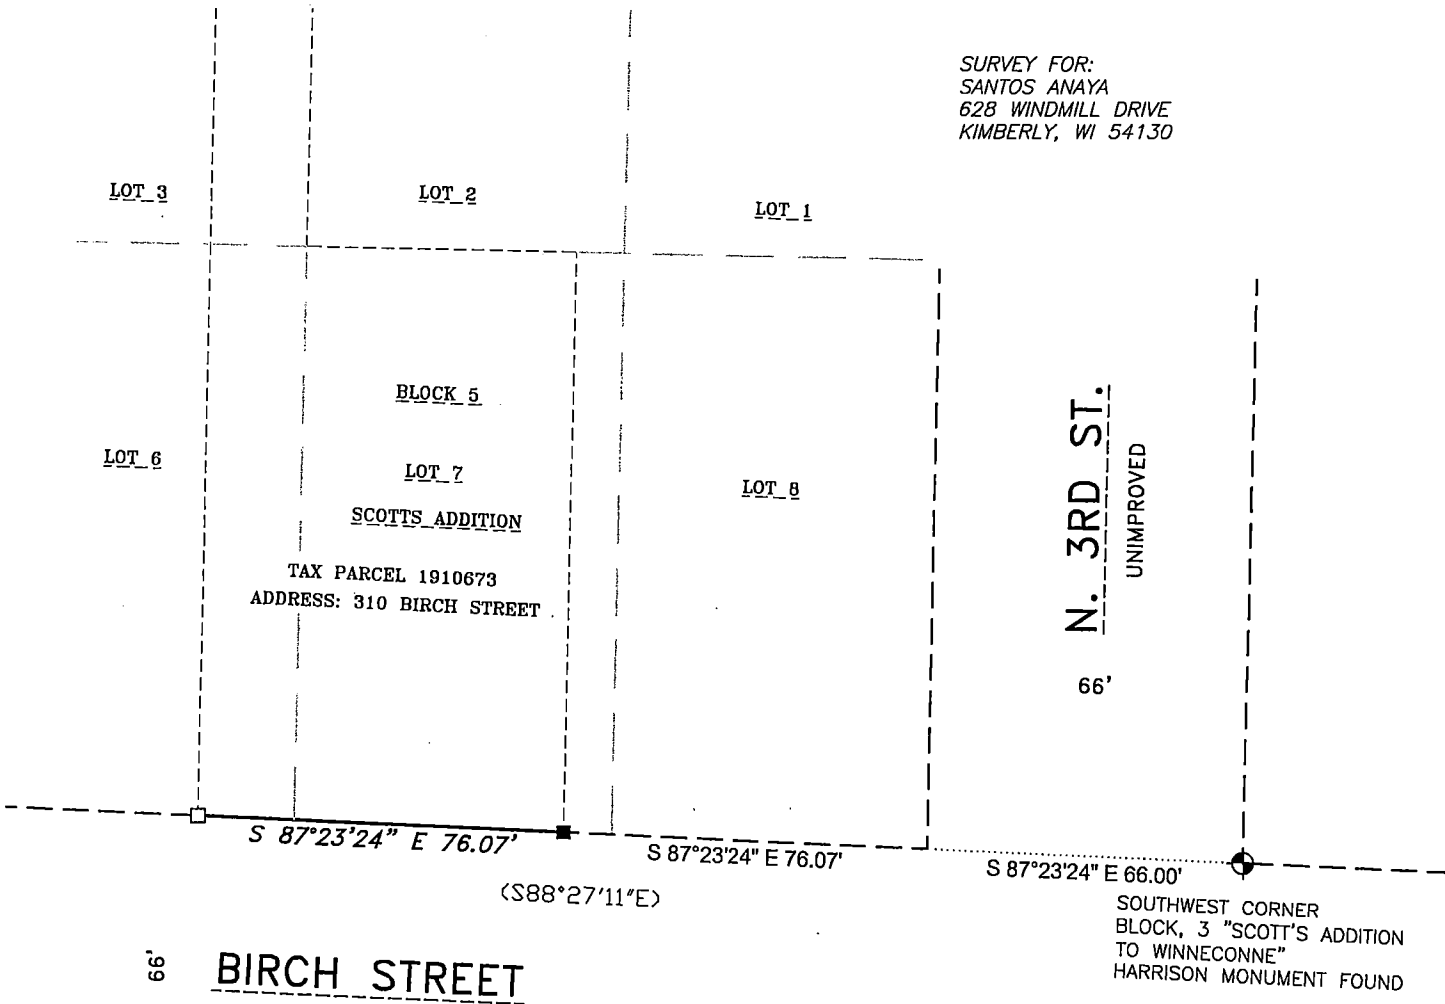 SURVEY FOR:
SANTOS ANAYA
628 WINDMILL DRIVE
KIMBERLY, WI 54130
LOT 3
LOT 2
LOT 1
BLOCK 5
LOT 6
LOT 7
LOT 8
SCOTTS ADDITION
TAX PARCEL 1910673
ADDRESS: 310 BIRCH STREET
N. 3RD ST.
UNIMPROVED
66'
S 87°23'24" E 76.07'
S 87°23'24" E 76.07'
S 87°23'24" E 66.00'
(S88°27'11"E)
SOUTHWEST CORNER
BLOCK, 3 "SCOTT'S ADDITION
TO WINNECONNE"
HARRISON MONUMENT FOUND
66'
BIRCH STREET